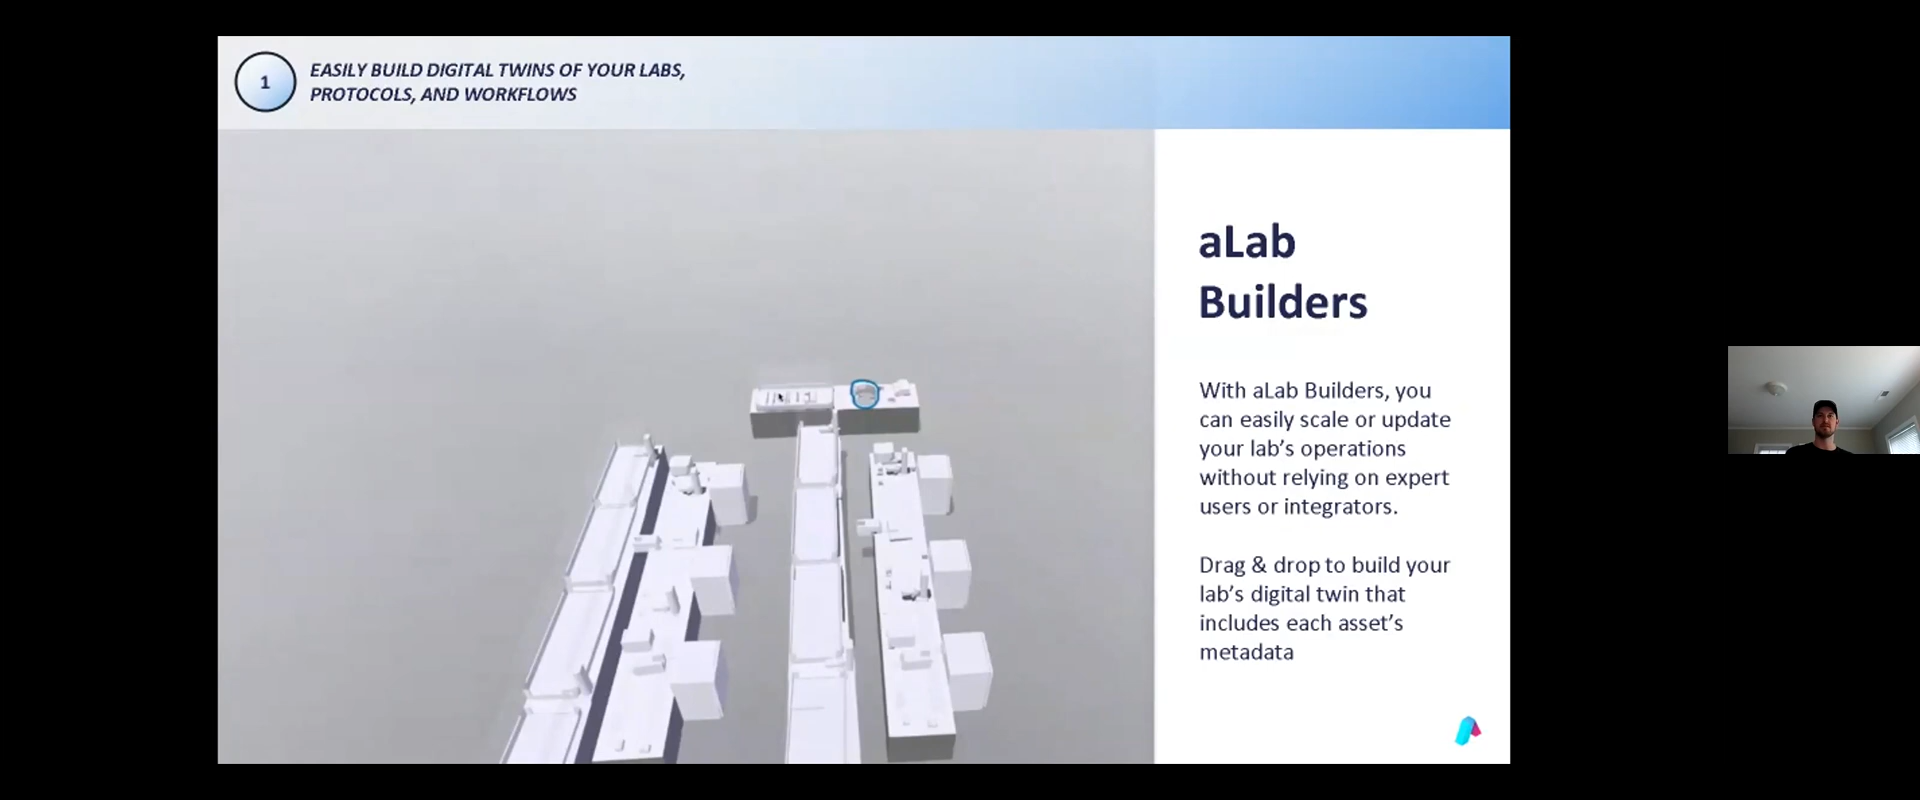 1
EASILY BUILD DIGITAL TWINS OF YOUR LABS,
PROTOCOLS, AND WORKFLOWS
aLab
Builders
With aLab Builders, you
can easily scale or update
your lab’s operations
without relying on expert
users or integrators.
Drag & drop to build your
lab’s digital twin that
includes each asset’s
metadata